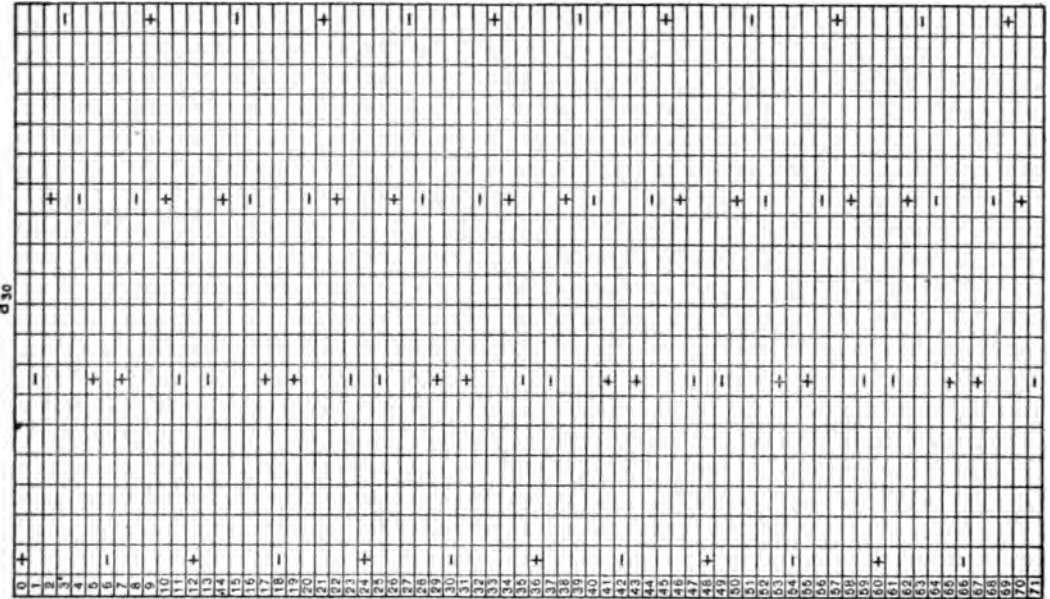 − + − + − + − + − + − +
+ − − + + − − + + − − + + − − + + − − + + − − +
a30
− + + − − + + − − + + − − + + − − + + − − + + −
+ − + − + − + − + − + −
0 1 2 3 4 5 6 7 8 9 10 11 12 13 14 15 16 17 18 19 20 21 22 23 24 25 26 27 28 29 30 31 32 33 34 35 36 37 38 39 40 41 42 43 44 45 46 47 48 49 50 51 52 53 54 55 56 57 58 59 60 61 62 63 64 65 66 67 68 69 70 71